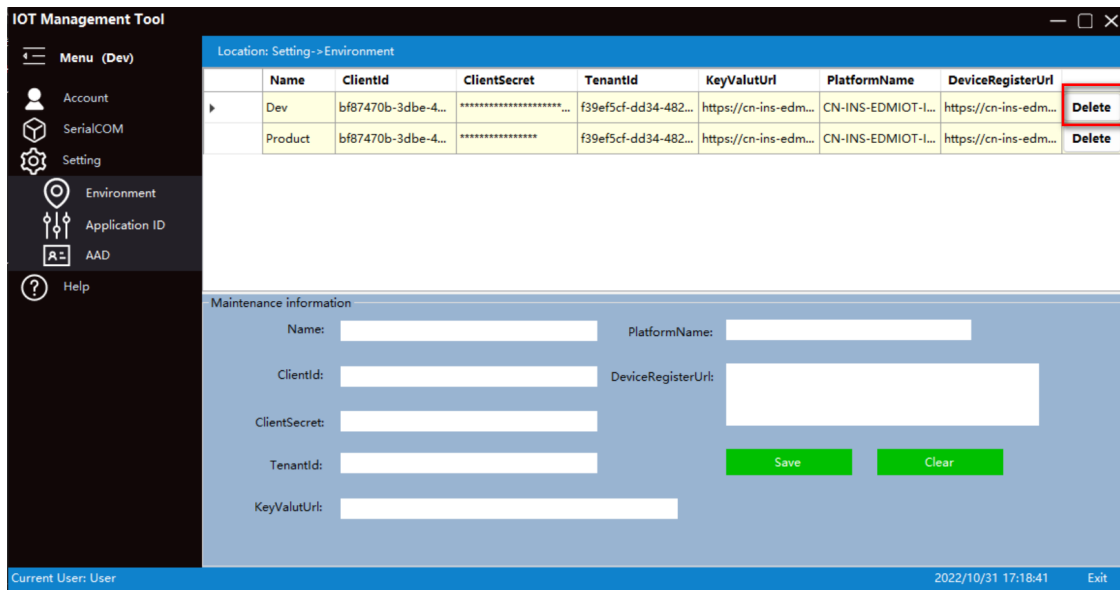 IOT Management Tool
Menu (Dev)
Location: Setting->Environment
Name ClientId ClientSecret TenantId KeyValutUrl PlatformName DeviceRegisterUrl
Dev bf87470b-3dbe-4... *********************... f39ef5cf-dd34-482... https://cn-ins-edm... CN-INS-EDMIOT-I... https://cn-ins-edm... Delete
Product bf87470b-3dbe-4... **************** f39ef5cf-dd34-482... https://cn-ins-edm... CN-INS-EDMIOT-I... https://cn-ins-edm... Delete
Account
SerialCOM
Setting
Environment
Application ID
AAD
Help
Maintenance information
Name: PlatformName:
ClientId: DeviceRegisterUrl:
ClientSecret:
TenantId: Save Clear
KeyValutUrl:
Current User: User 2022/10/31 17:18:41 Exit